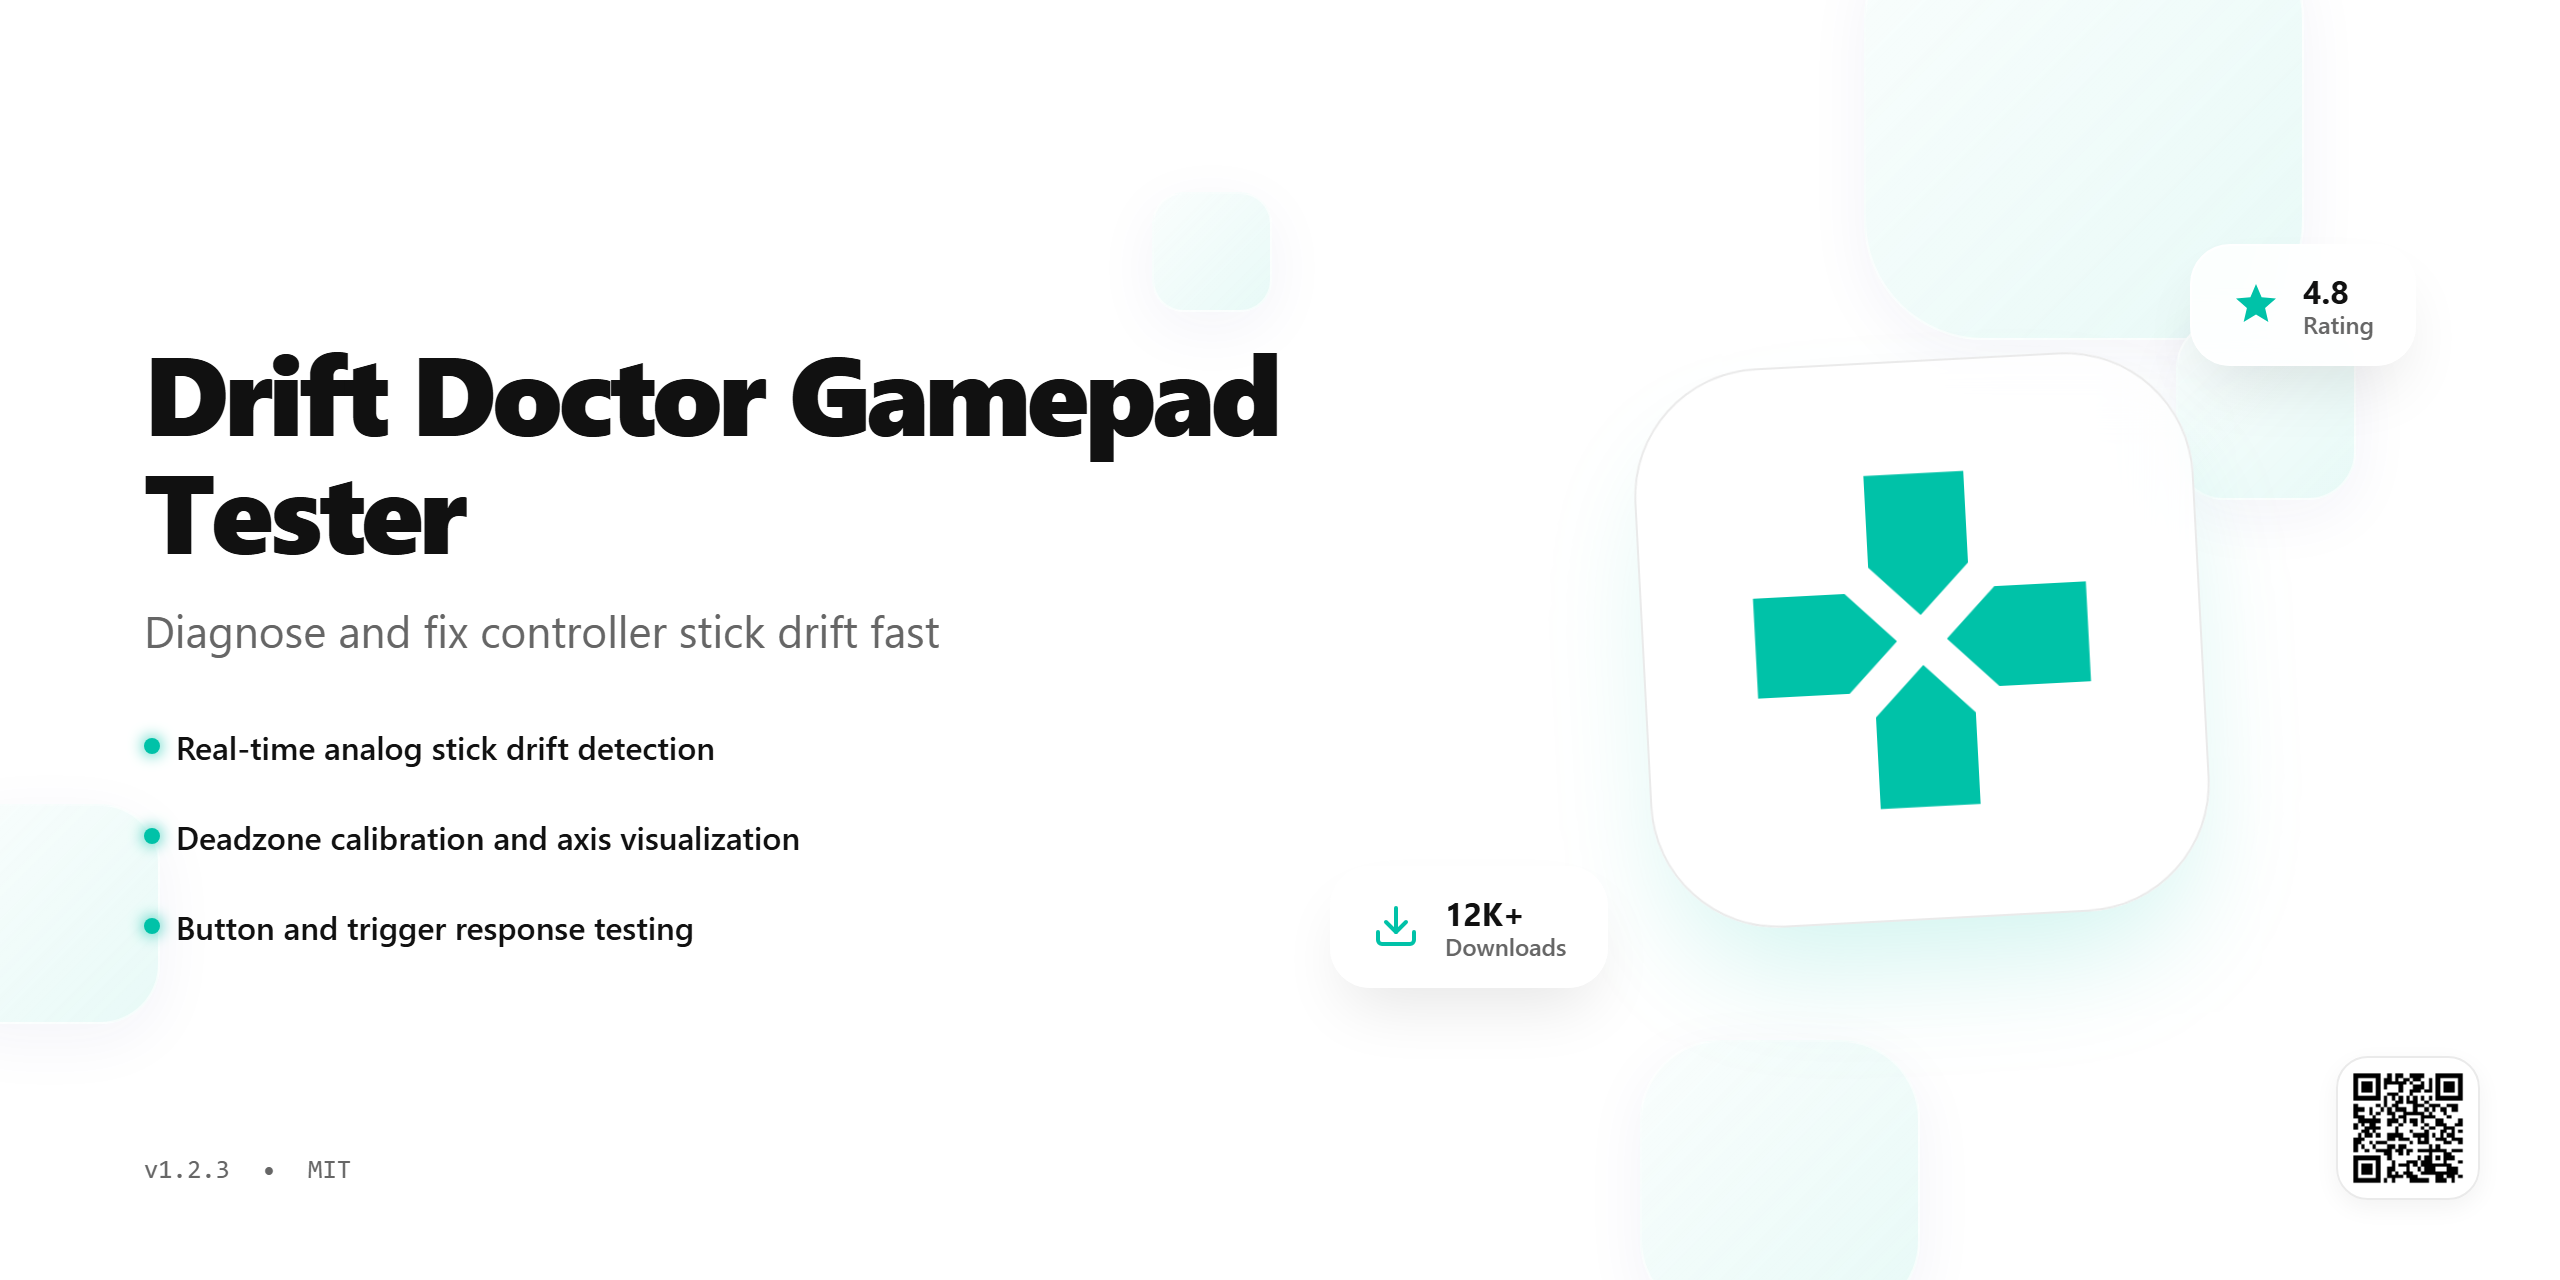 Drift Doctor Gamepad
Tester
Diagnose and fix controller stick drift fast
Real-time analog stick drift detection
Deadzone calibration and axis visualization
Button and trigger response testing
v1.2.3 • MIT
4.8
Rating
12K+
Downloads